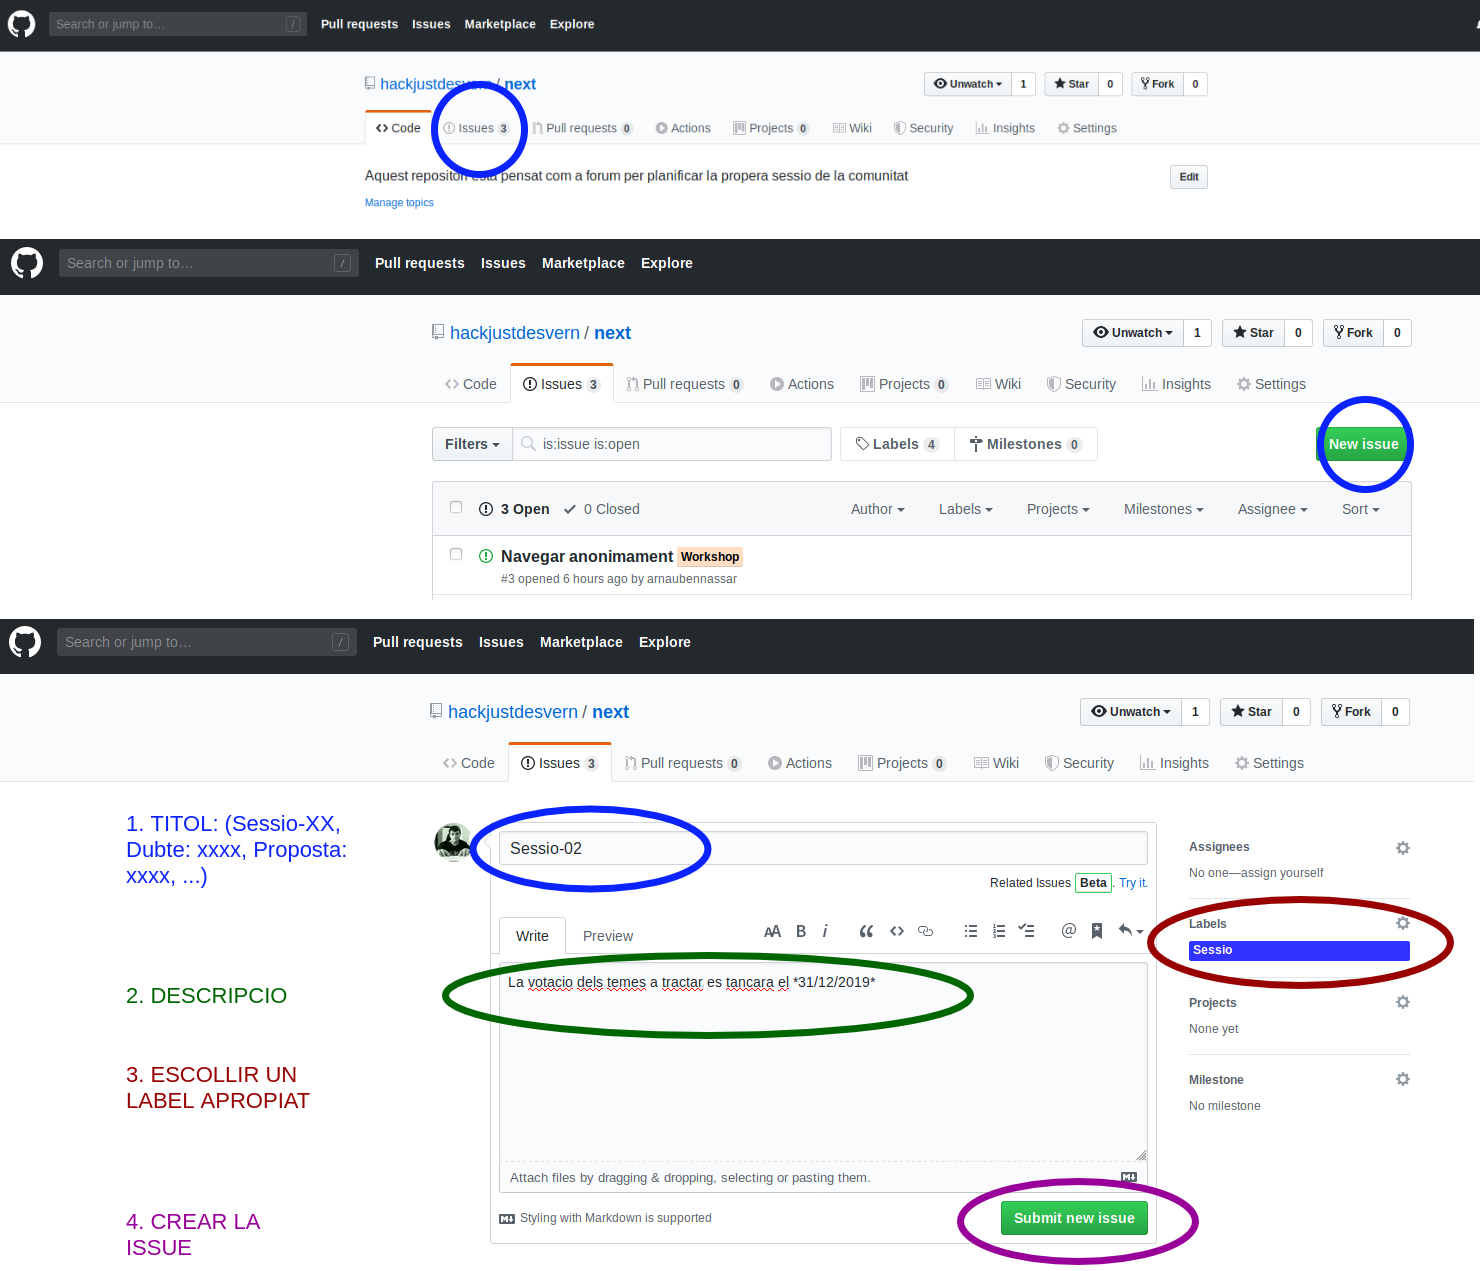 Search or jump to… / Pull requests Issues Marketplace Explore
hackjustdesvern / next Unwatch 1 Star 0 Fork 0
Code Issues 3 Pull requests 0 Actions Projects 0 Wiki Security Insights Settings
Aquest repositori esta pensat com a forum per planificar la propera sessio de la comunitat Edit
Manage topics
Search or jump to… / Pull requests Issues Marketplace Explore
hackjustdesvern / next Unwatch 1 Star 0 Fork 0
Code Issues 3 Pull requests 0 Actions Projects 0 Wiki Security Insights Settings
Filters is:issue is:open Labels 4 Milestones 0 New issue
3 Open 0 Closed Author Labels Projects Milestones Assignee Sort
Navegar anonimament Workshop
#3 opened 6 hours ago by arnaubennassar
Search or jump to… / Pull requests Issues Marketplace Explore
hackjustdesvern / next Unwatch 1 Star 0 Fork 0
Code Issues 3 Pull requests 0 Actions Projects 0 Wiki Security Insights Settings
1. TITOL: (Sessio-XX,
Dubte: xxxx, Proposta:
xxxx, ...)
Sessio-02
Related Issues Beta. Try it.
Write Preview AA B i “ <> @
La votacio dels temes a tractar es tancara el *31/12/2019*
2. DESCRIPCIO
3. ESCOLLIR UN
LABEL APROPIAT
Attach files by dragging & dropping, selecting or pasting them.
Styling with Markdown is supported Submit new issue
4. CREAR LA
ISSUE
Assignees
No one—assign yourself
Labels
Sessio
Projects
None yet
Milestone
No milestone